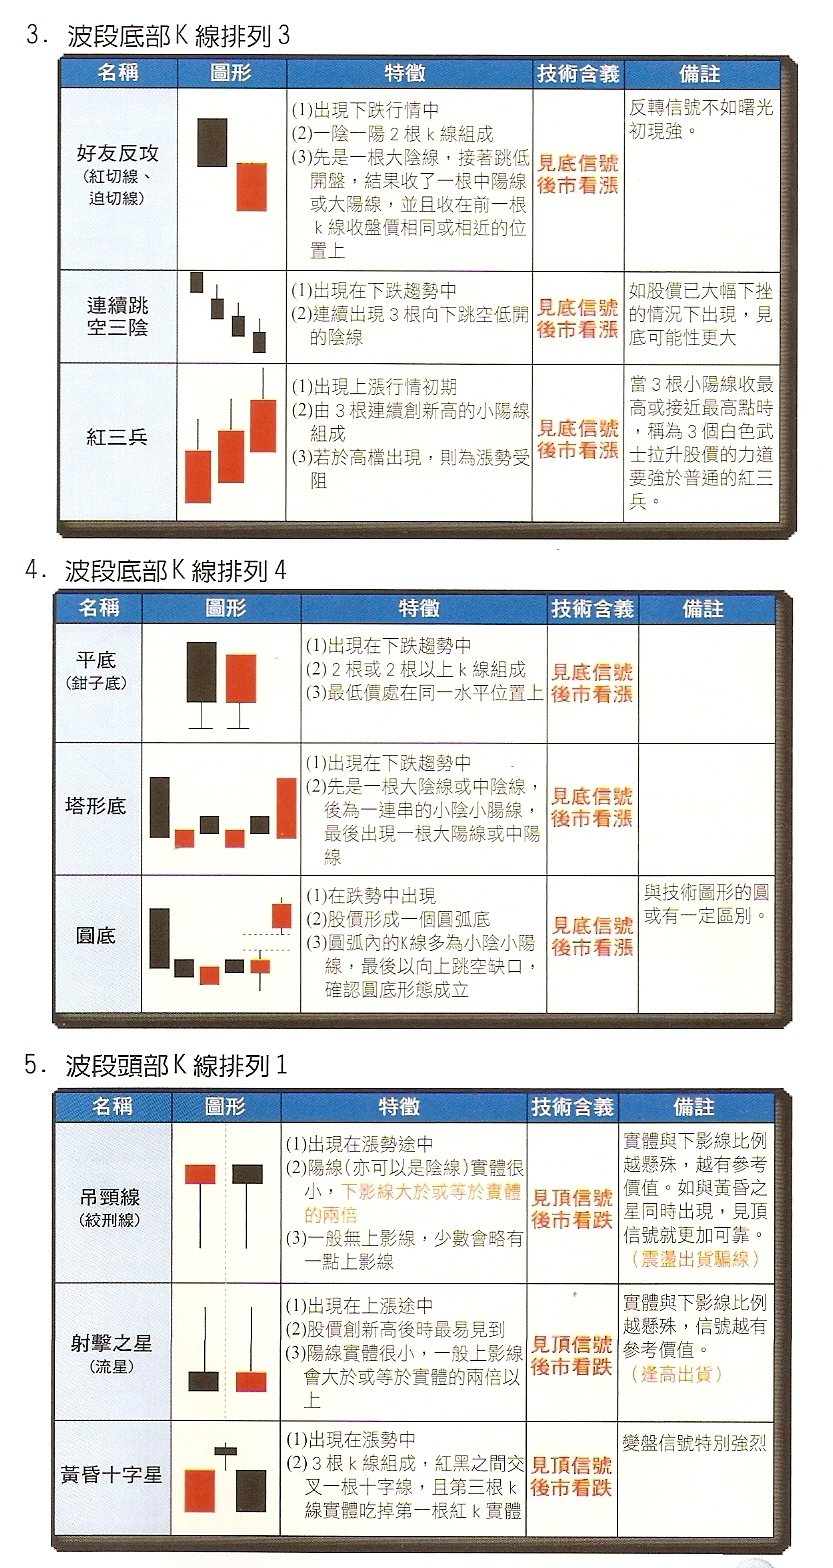 3. 波段底部K線排列3
名稱 圖形 特徵 技術含義 備註
好友反攻
(紅切線、
迫切線)
(1)出現下跌行情中
(2)一陰一陽2根k線組成
(3)先是一根大陰線，接著跳低
開盤，結果收了一根中陽線
或大陽線，並且收在前一根
k線收盤價相同或相近的位
置上
見底信號
後市看漲
反轉信號不如曙光
初現強。
連續跳
空三陰
(1)出現在下跌趨勢中
(2)連續出現3根向下跳空低開
的陰線
見底信號
後市看漲
如股價已大幅下挫
的情況下出現，見
底可能性更大
紅三兵
(1)出現上漲行情初期
(2)由3根連續創新高的小陽線
組成
(3)若於高檔出現，則為漲勢受
阻
見底信號
後市看漲
當3根小陽線收最
高或接近最高點時
，稱為3個白色武
士拉升股價的力道
要強於普通的紅三
兵。
4. 波段底部K線排列4
名稱 圖形 特徵 技術含義 備註
平底
(鉗子底)
(1)出現在下跌趨勢中
(2)2根或2根以上k線組成
(3)最低價處在同一水平位置上
見底信號
後市看漲
塔形底
(1)出現在下跌趨勢中
(2)先是一根大陰線或中陰線，
後為一連串的小陰小腸線，
最後出現一根大陽線或中陽
線
見底信號
後市看漲
圓底
(1)在跌勢中出現
(2)股價形成一個圓弧底
(3)圓弧內的K線多為小陰小陽
線，最後以向上跳空缺口，
確認圓底形態成立
見底信號
後市看漲
與技術圖形的圓
或有一定區別。
5. 波段頭部K線排列1
名稱 圖形 特徵 技術含義 備註
吊頸線
(絞刑線)
(1)出現在漲勢途中
(2)陽線(亦可以是陰線)實體很
小，下影線大於或等於實體
的兩倍
(3)一般無上影線，少數會略有
一點上影線
見頂信號
後市看跌
實體與下影線比例
越懸殊，越有參考
價值。如與黃昏之
星同時出現，見頂
信號就更加可靠。
(震盪出貨騙線)
射擊之星
(流星)
(1)出現在上漲途中
(2)股價創新高後時最易見到
(3)陽線實體很小，一般上影線
會大於或等於實體的兩倍以
上
見頂信號
後市看跌
實體與下影線比例
越懸殊，信號越有
參考價值。
(逢高出貨)
黃昏十字星
(1)出現在漲勢中
(2)3根k線組成，紅黑之間交
叉一根十字線，且第三根k
線實體吃掉第一根紅k實體
見頂信號
後市看跌
變盤信號特別強烈